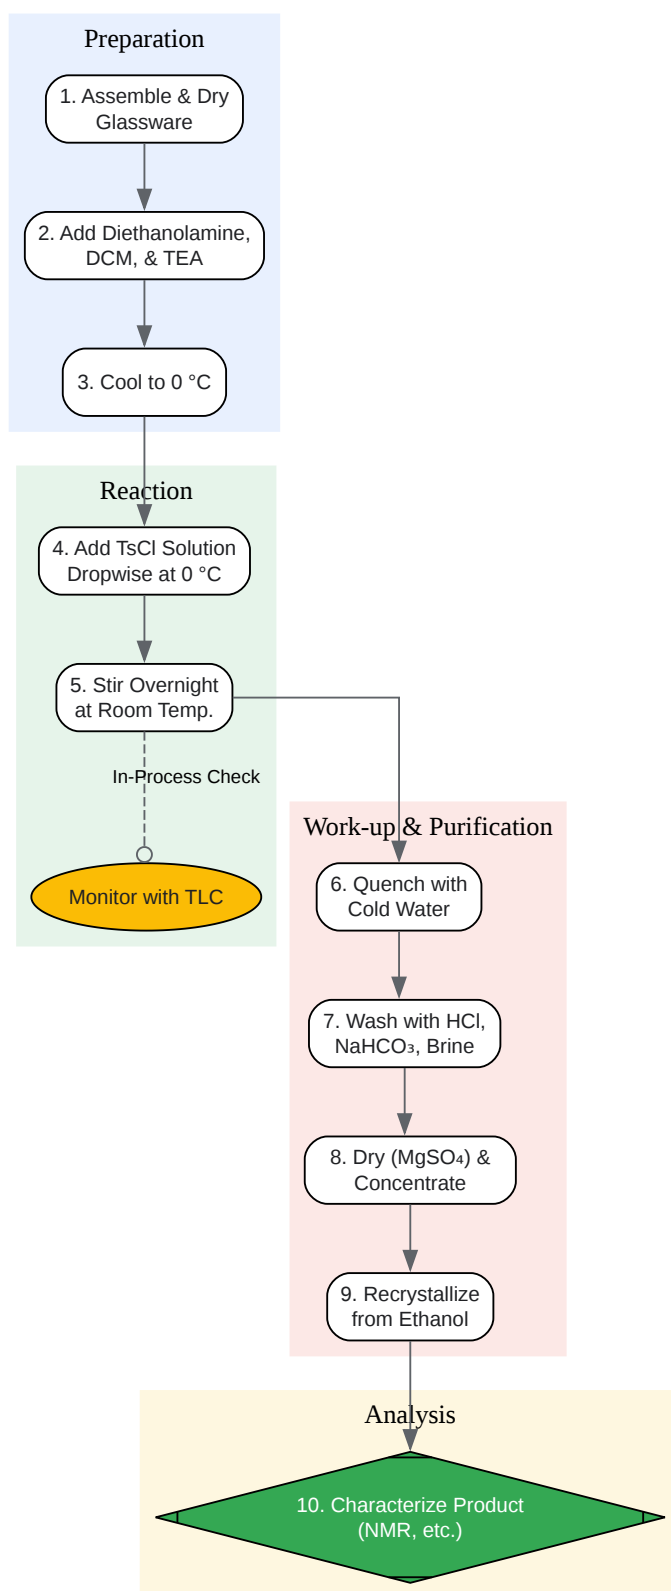 Preparation
1. Assemble & Dry
Glassware
2. Add Diethanolamine,
DCM, & TEA
3. Cool to 0 °C
Reaction
4. Add TsCl Solution
Dropwise at 0 °C
5. Stir Overnight
at Room Temp.
In-Process Check
Monitor with TLC
Work-up & Purification
6. Quench with
Cold Water
7. Wash with HCl,
NaHCO₃, Brine
8. Dry (MgSO₄) &
Concentrate
9. Recrystallize
from Ethanol
Analysis
10. Characterize Product
(NMR, etc.)